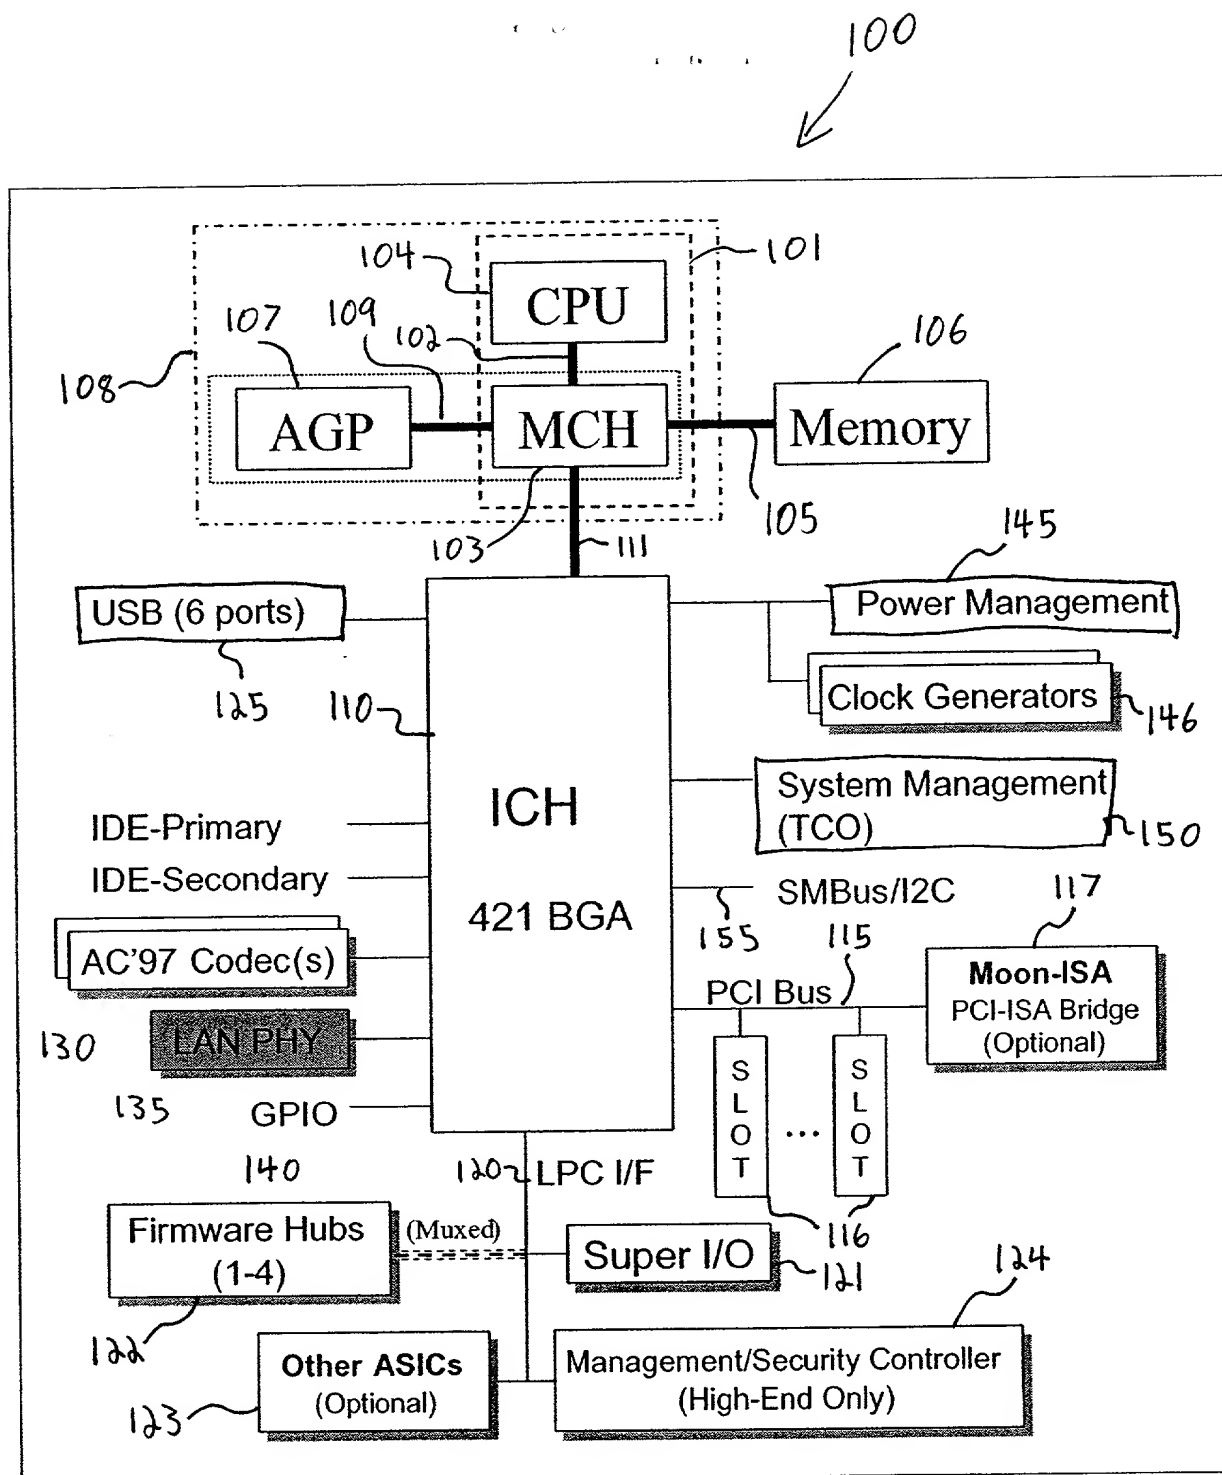 100
104
101
CPU
107
109
102
106
108
AGP
MCH
Memory
103
111
105
145
USB (6 ports)
Power Management
125
110
Clock Generators
146
ICH
System Management
(TCO)
150
IDE-Primary
IDE-Secondary
421 BGA
SMBus/I2C
117
155
115
AC'97 Codec(s)
PCI Bus
Moon-ISA
PCI-ISA Bridge
(Optional)
130
LAN PHY
SLOT
...
SLOT
135
GPIO
140
120
LPC I/F
116
Firmware Hubs
(1-4)
(Muxed)
Super I/O
121
124
122
Other ASICs
(Optional)
Management/Security Controller
(High-End Only)
123